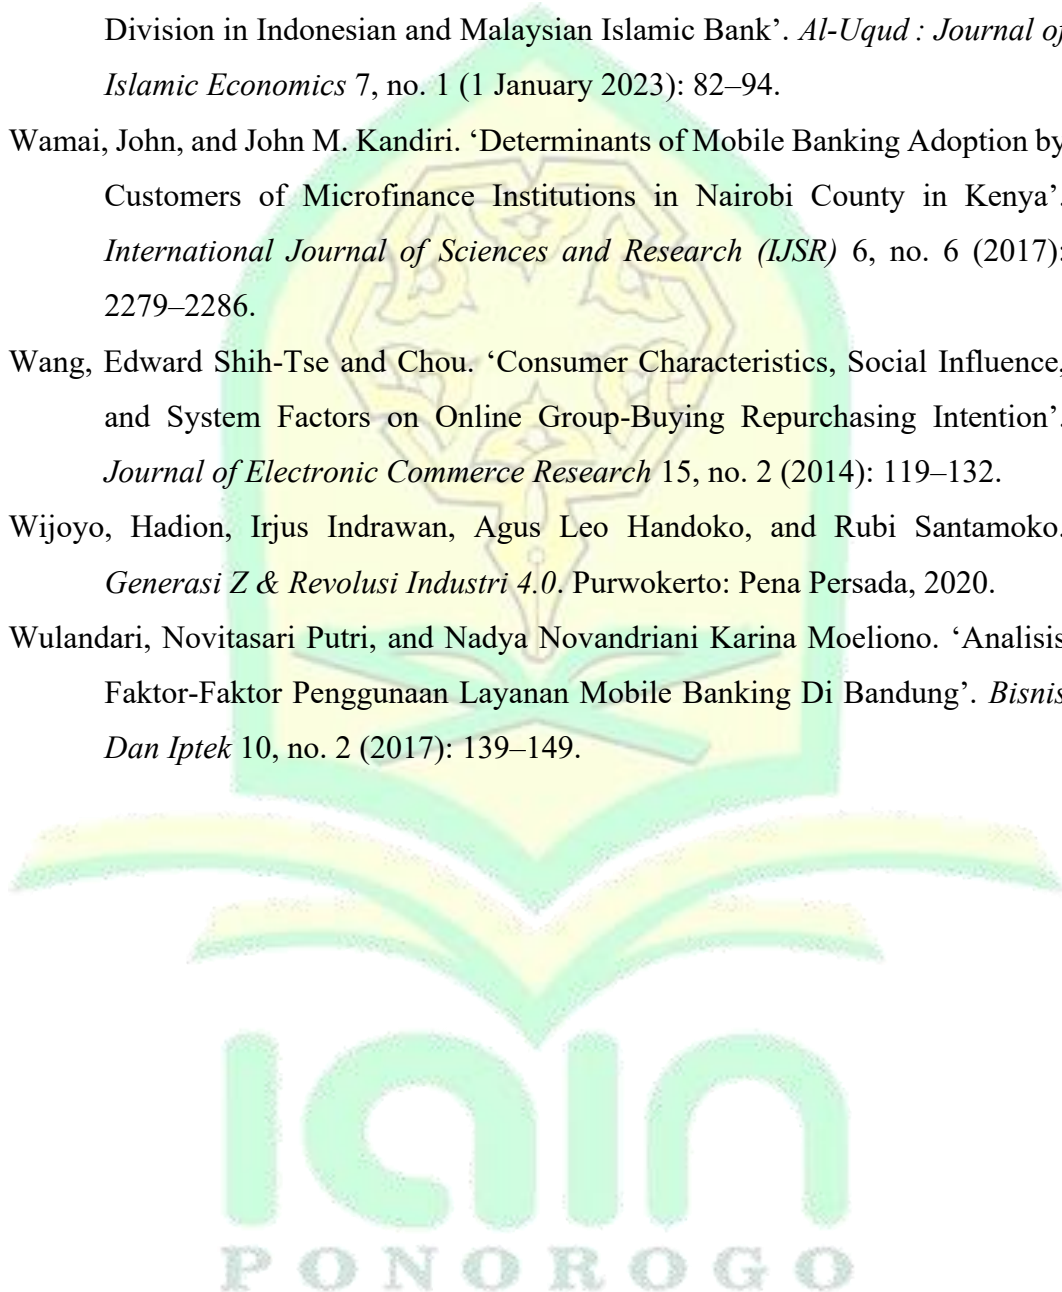 Division in Indonesian and Malaysian Islamic Bank’. Al-Uqud : Journal of
Islamic Economics 7, no. 1 (1 January 2023): 82–94.
Wamai, John, and John M. Kandiri. ‘Determinants of Mobile Banking Adoption by
Customers of Microfinance Institutions in Nairobi County in Kenya’.
International Journal of Sciences and Research (IJSR) 6, no. 6 (2017):
2279–2286.
Wang, Edward Shih-Tse and Chou. ‘Consumer Characteristics, Social Influence,
and System Factors on Online Group-Buying Repurchasing Intention’.
Journal of Electronic Commerce Research 15, no. 2 (2014): 119–132.
Wijoyo, Hadion, Irjus Indrawan, Agus Leo Handoko, and Rubi Santamoko.
Generasi Z & Revolusi Industri 4.0. Purwokerto: Pena Persada, 2020.
Wulandari, Novitasari Putri, and Nadya Novandriani Karina Moeliono. ‘Analisis
Faktor-Faktor Penggunaan Layanan Mobile Banking Di Bandung’. Bisnis
Dan Iptek 10, no. 2 (2017): 139–149.
iain
PONOROGO